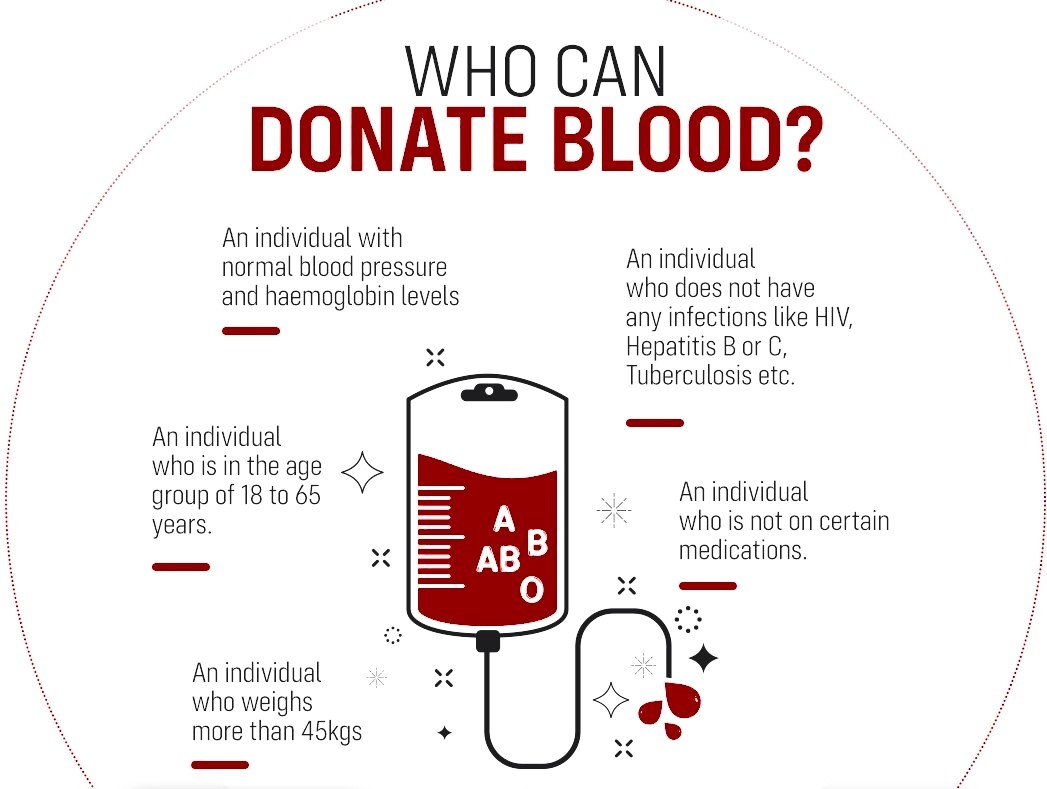 WHO CAN
DONATE BLOOD?
An individual with
normal blood pressure
and haemoglobin levels
An individual
who does not have
any infections like HIV,
Hepatitis B or C,
Tuberculosis etc.
An individual
who is in the age
group of 18 to 65
years.
An individual
who is not on certain
medications.
A
B
AB
O
An individual
who weighs
more than 45kgs